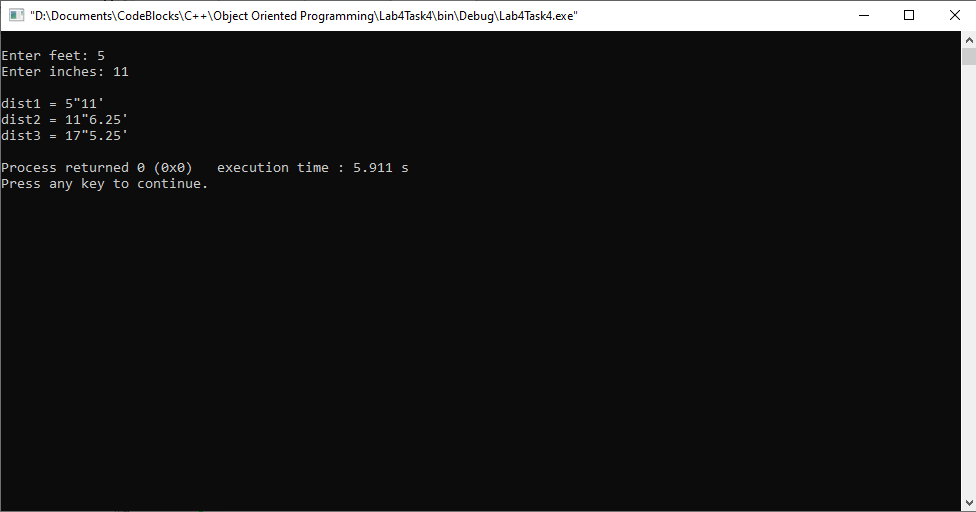 "D:\Documents\CodeBlocks\C++\Object Oriented Programming\Lab4Task4\bin\Debug\Lab4Task4.exe"
Enter feet: 5
Enter inches: 11
dist1 = 5"11'
dist2 = 11"6.25'
dist3 = 17"5.25'
Process returned 0 (0x0)   execution time : 5.911 s
Press any key to continue.